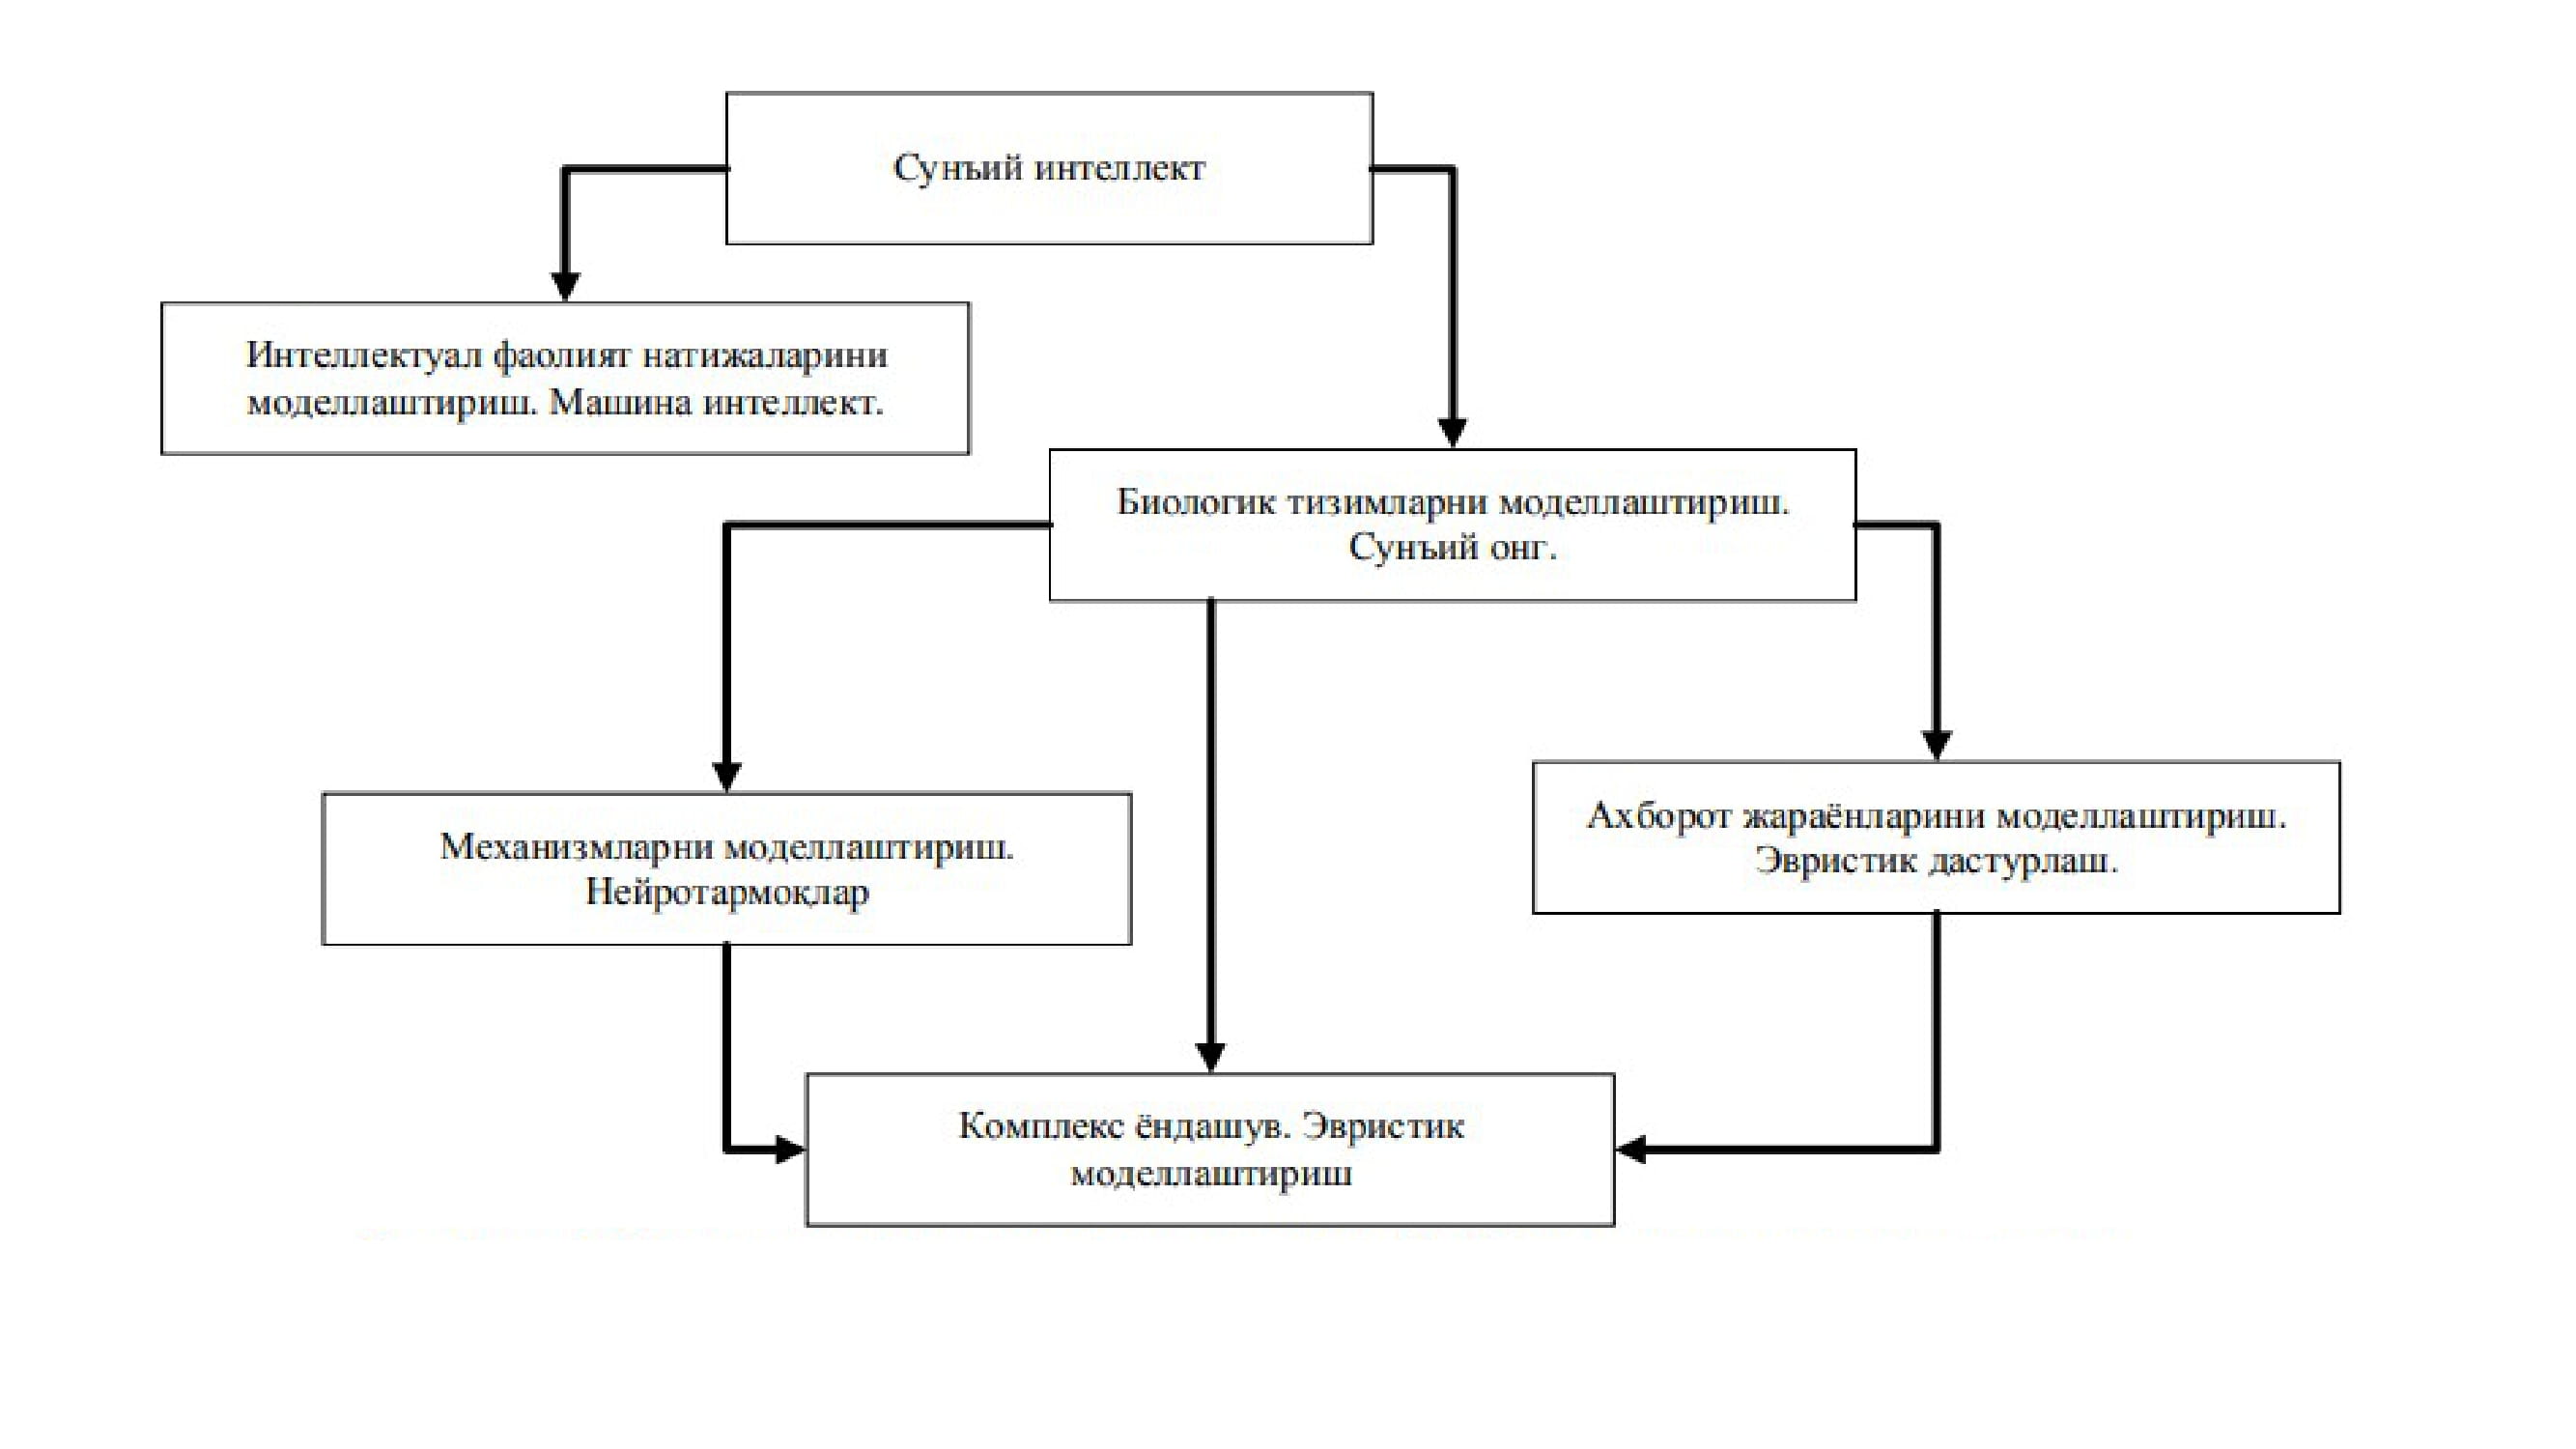 Сунъий интеллект
Интеллектуал фаолият натижаларини
моделлаштириш. Машина интеллект.
Биологик тизимларни моделлаштириш.
Сунъий онг.
Механизмларни моделлаштириш.
Нейротармоқлар
Ахборот жараёнларини моделлаштириш.
Эвристик дастурлаш.
Комплекс ёндашув. Эвристик
моделлаштириш